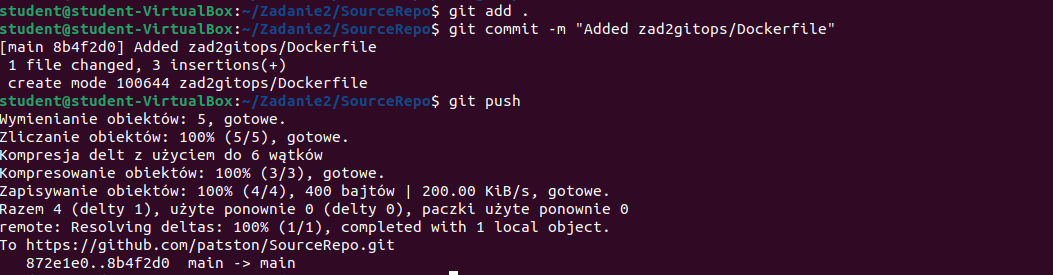 student@student-VirtualBox:~/Zadanie2/SourceRepo$ git add .
student@student-VirtualBox:~/Zadanie2/SourceRepo$ git commit -m "Added zad2gitops/Dockerfile"
[main 8b4f2d0] Added zad2gitops/Dockerfile
 1 file changed, 3 insertions(+)
 create mode 100644 zad2gitops/Dockerfile
student@student-VirtualBox:~/Zadanie2/SourceRepo$ git push
Wymienianie obiektów: 5, gotowe.
Zliczanie obiektów: 100% (5/5), gotowe.
Kompresja delt z użyciem do 6 wątków
Kompresowanie obiektów: 100% (3/3), gotowe.
Zapisywanie obiektów: 100% (4/4), 400 bajtów | 200.00 KiB/s, gotowe.
Razem 4 (delty 1), użyte ponownie 0 (delty 0), paczki użyte ponownie 0
remote: Resolving deltas: 100% (1/1), completed with 1 local object.
To https://github.com/patston/SourceRepo.git
   872e1e0..8b4f2d0  main -> main